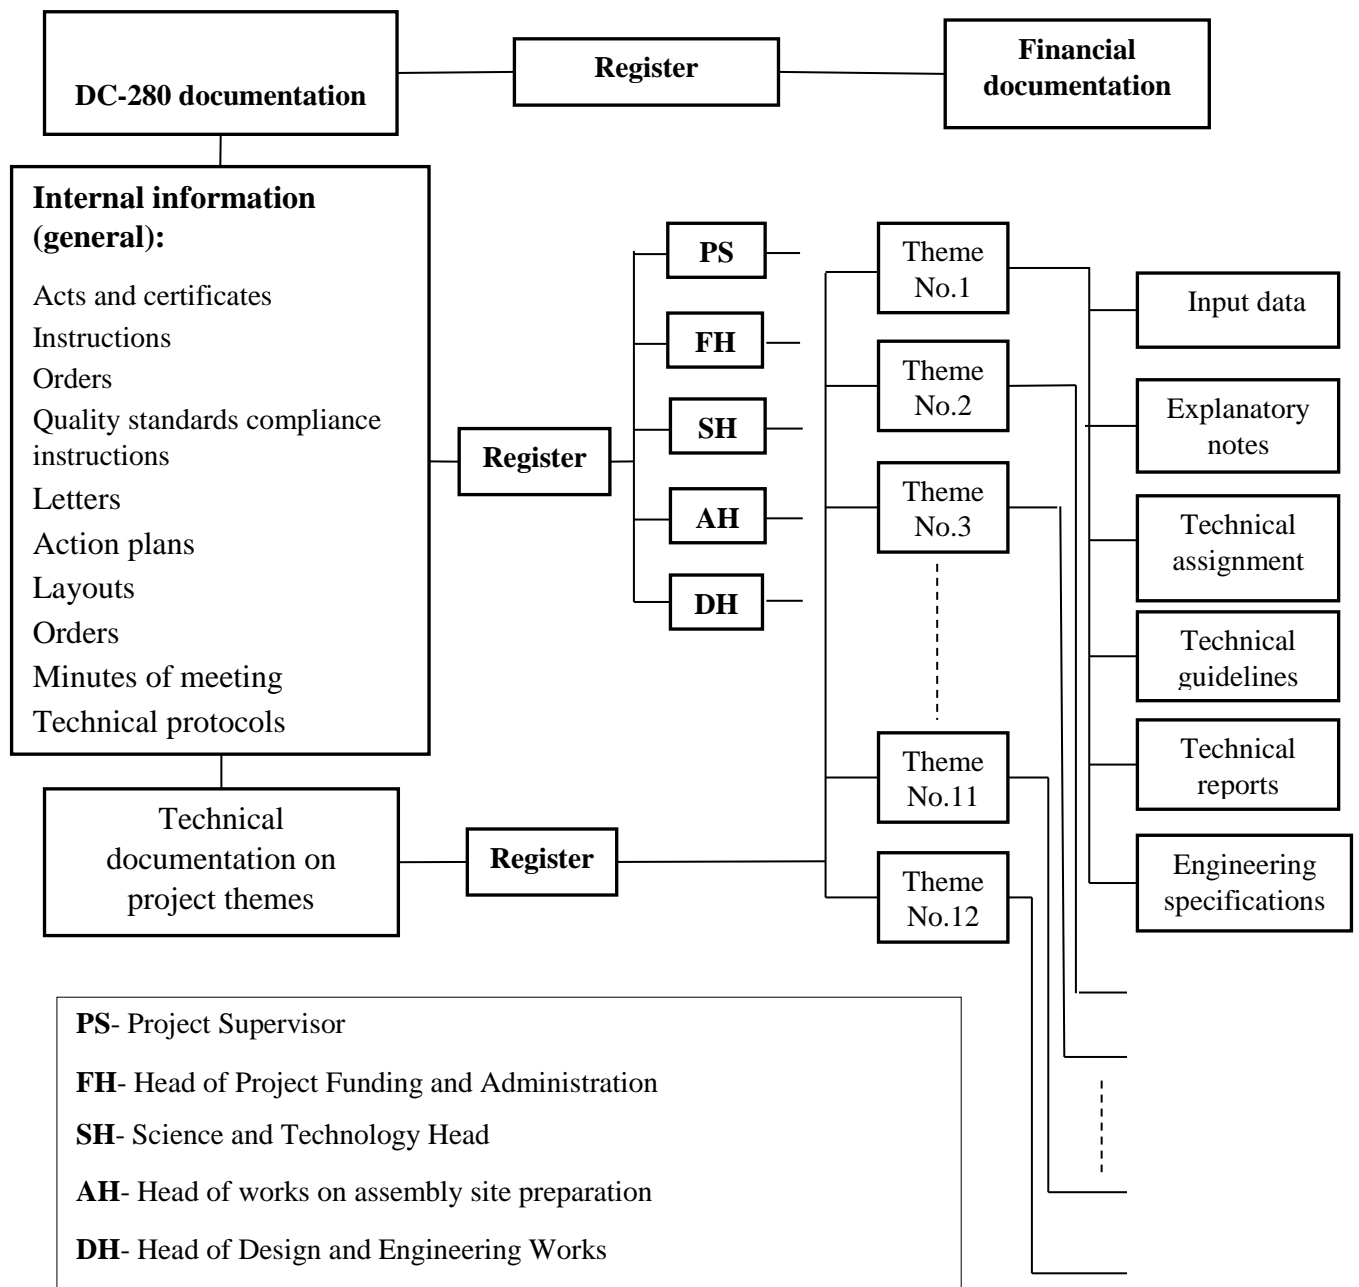 DC-280 documentation
Register
Financial
documentation
Internal information
(general):
Acts and certificates
Instructions
Orders
Quality standards compliance
instructions
Letters
Action plans
Layouts
Orders
Minutes of meeting
Technical protocols
Register
PS
FH
SH
AH
DH
Theme
No.1
Theme
No.2
Theme
No.3
Theme
No.11
Theme
No.12
Input data
Explanatory
notes
Technical
assignment
Technical
guidelines
Technical
reports
Engineering
specifications
Technical
documentation on
project themes
Register
PS- Project Supervisor
FH- Head of Project Funding and Administration
SH- Science and Technology Head
AH- Head of works on assembly site preparation
DH- Head of Design and Engineering Works